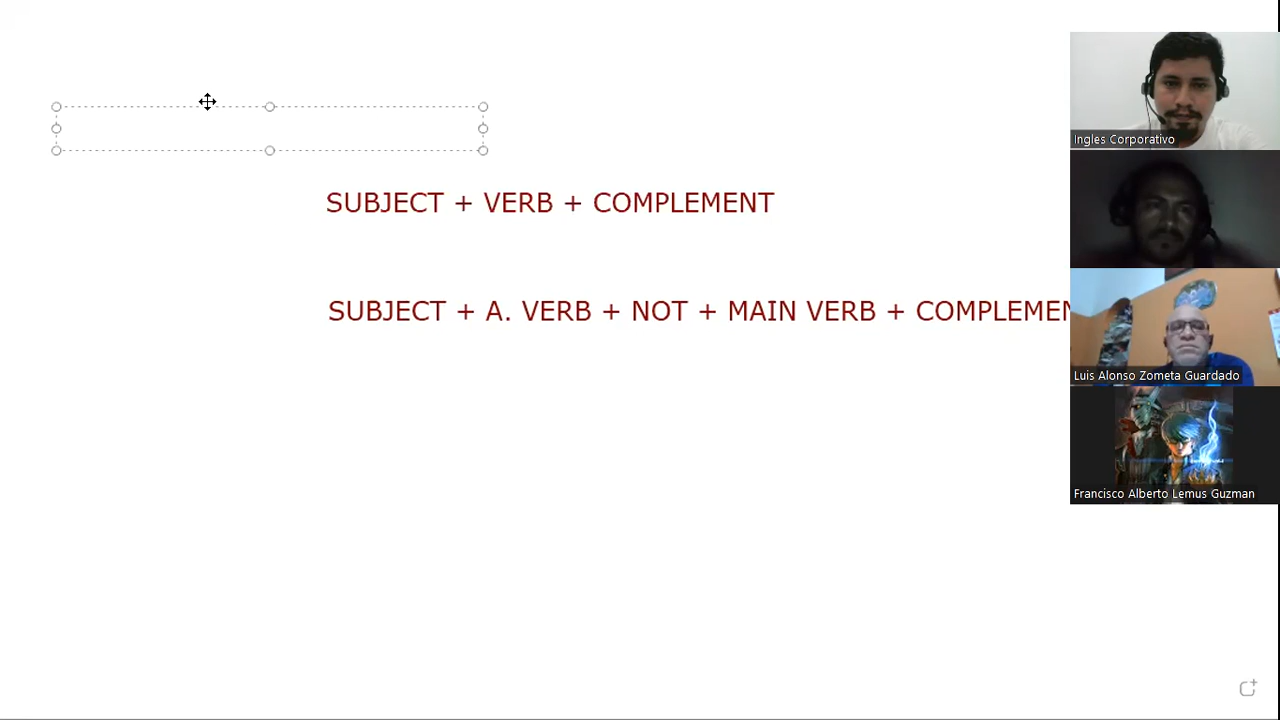 SUBJECT + VERB + COMPLEMENT
SUBJECT + A. VERB + NOT + MAIN VERB + COMPLEMEN
Ingles Corporativo
Luis Alonso Zometa Guardado
Francisco Alberto Lemus Guzman